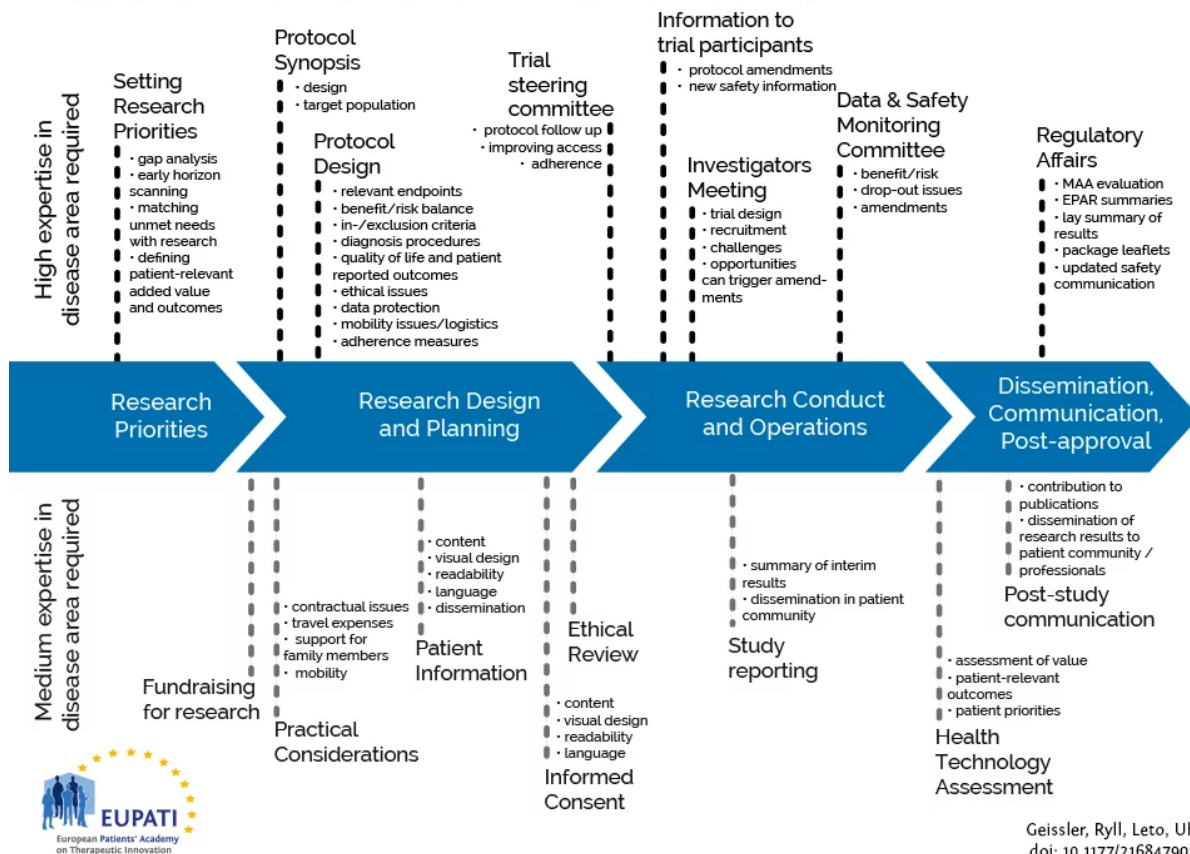 High expertise in
disease area required
Setting
Research
Priorities
· gap analysis
· early horizon
scanning
· matching
unmet needs
with research
· defining
patient-relevant
added value
and outcomes
Protocol
Synopsis
· design
· target population
Protocol
Design
· relevant endpoints
· benefit/risk balance
· in-/exclusion criteria
· diagnosis procedures
· quality of life and patient
reported outcomes
· ethical issues
· data protection
· mobility issues/logistics
· adherence measures
Trial
steering
committee
· protocol follow up
· improving access
· adherence
Information to
trial participants
· protocol amendments
· new safety information
Investigators
Meeting
· trial design
· recruitment
· challenges
· opportunities
can trigger amend-
ments
Data & Safety
Monitoring
Committee
· benefit/risk
· drop-out issues
· amendments
Regulatory
Affairs
· MAA evaluation
· EPAR summaries
· lay summary of
results
· package leaflets
· updated safety
communication
Research
Priorities
Research Design
and Planning
Research Conduct
and Operations
Dissemination,
Communication,
Post-approval
Medium expertise in
disease area required
Fundraising
for research
· contractual issues
· travel expenses
· support for
family members
· mobility
Practical
Considerations
· content
· visual design
· readability
· language
· dissemination
Patient
Information
Ethical
Review
· content
· visual design
· readability
· language
Informed
Consent
· summary of interim
results
· dissemination in patient
community
Study
reporting
· contribution to
publications
· dissemination of
research results to
patient community /
professionals
Post-study
communication
· assessment of value
· patient-relevant
outcomes
· patient priorities
Health
Technology
Assessment
EUPATI
European Patients' Academy
on Therapeutic Innovation
Geissler, Ryll, Leto,
doi: